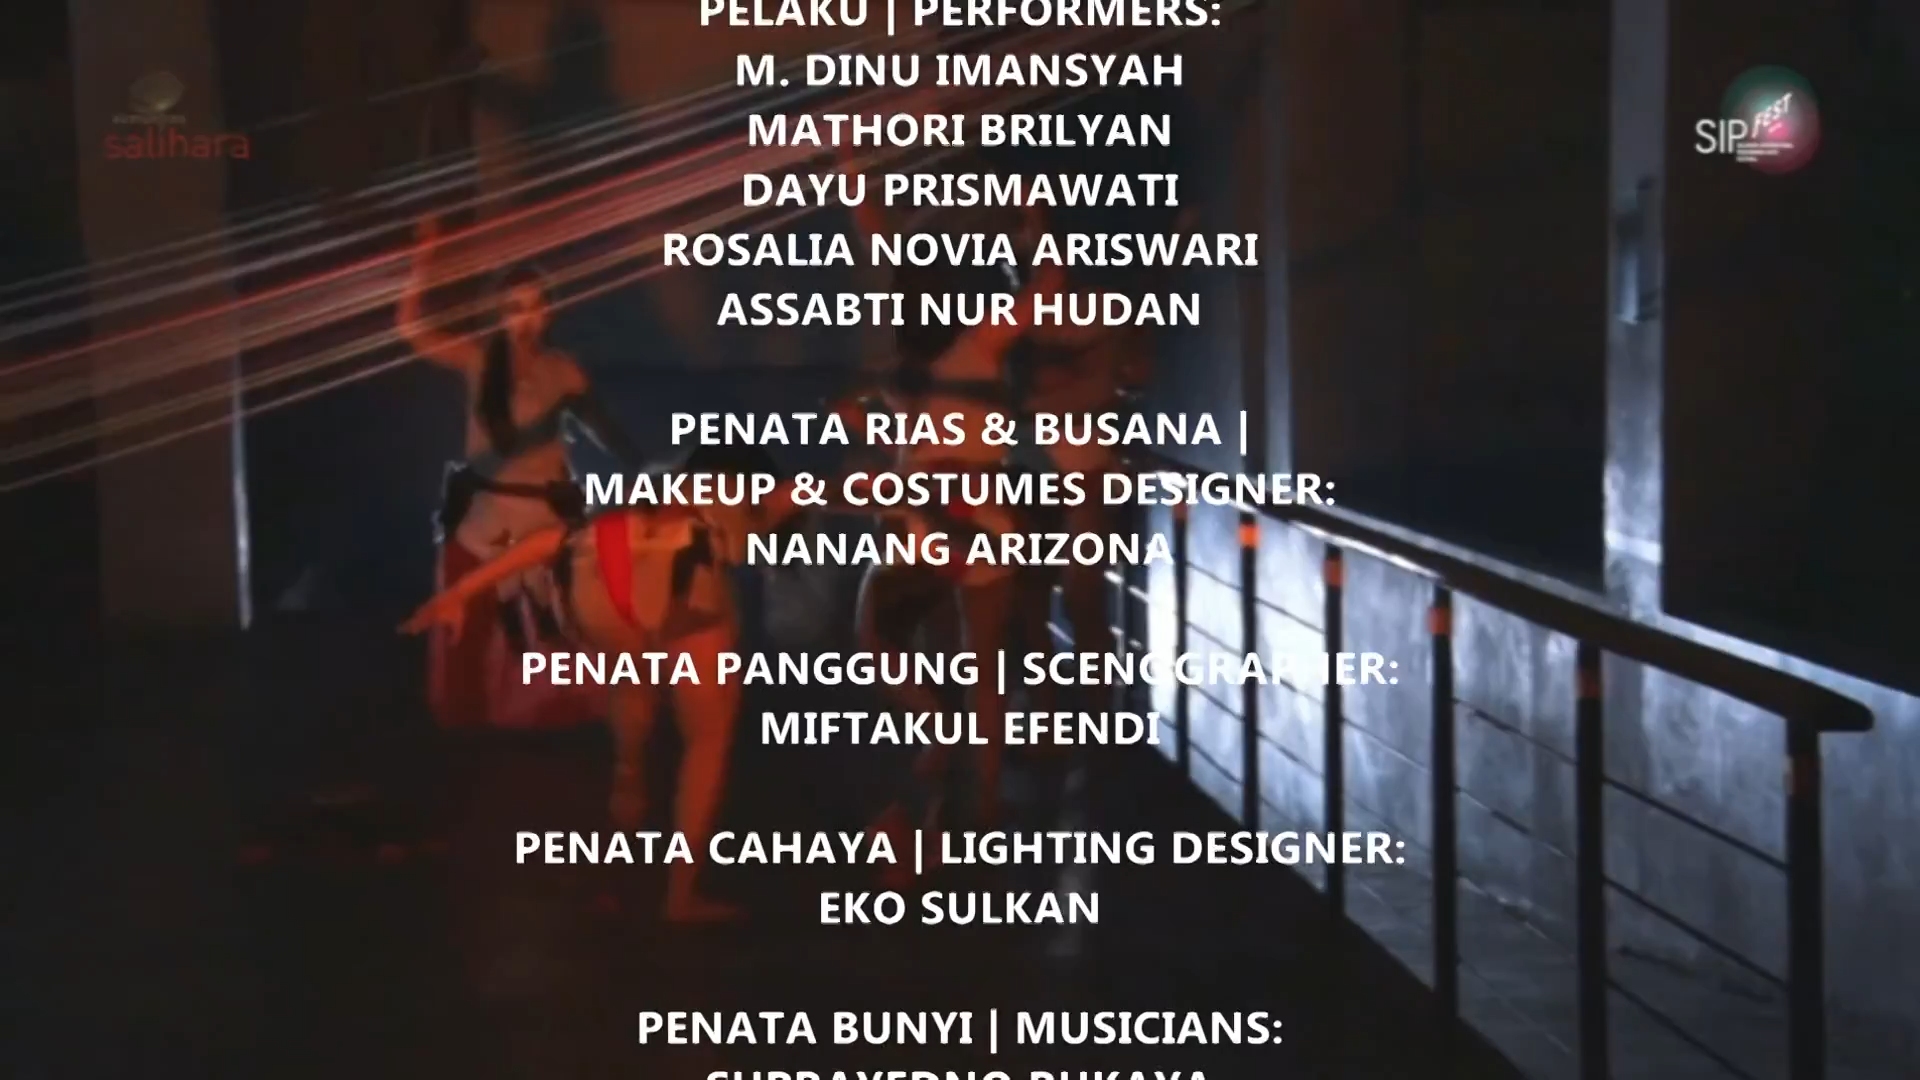 PELAKU | PERFORMERS:
M. DINU IMANSYAH
MATHORI BRILYAN
DAYU PRISMAWATI
ROSALIA NOVIA ARISWARI
ASSABTI NUR HUDAN
PENATA RIAS & BUSANA |
MAKEUP & COSTUMES DESIGNER:
NANANG ARIZONA
PENATA PANGGUNG | SCENOGRAPHER:
MIFTAKUL EFENDI
PENATA CAHAYA | LIGHTING DESIGNER:
EKO SULKAN
PENATA BUNYI | MUSICIANS:
salihara
SIP FEST